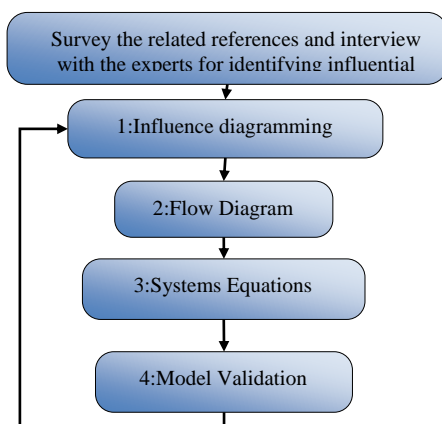 Survey the related references and interview
with the experts for identifying influential
1:Influence diagramming
2:Flow Diagram
3:Systems Equations
4:Model Validation